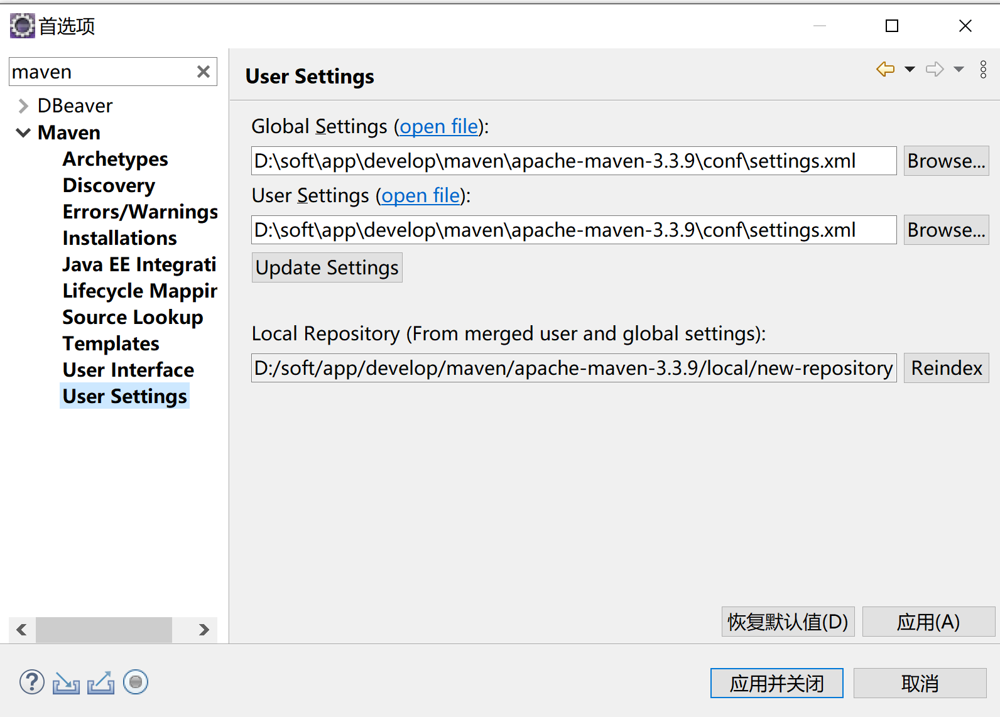 首选项
maven
DBeaver
Maven
Archetypes
Discovery
Errors/Warnings
Installations
Java EE Integrati
Lifecycle Mappin
Source Lookup
Templates
User Interface
User Settings
User Settings
Global Settings (open file):
D:\soft\app\develop\maven\apache-maven-3.3.9\conf\settings.xml Browse...
User Settings (open file):
D:\soft\app\develop\maven\apache-maven-3.3.9\conf\settings.xml Browse...
Update Settings
Local Repository (From merged user and global settings):
D:/soft/app/develop/maven/apache-maven-3.3.9/local/new-repository Reindex
恢复默认值(D) 应用(A)
应用并关闭 取消